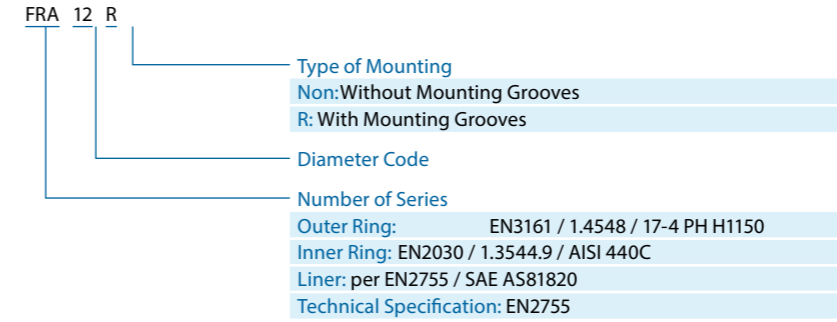 FRA 12 R
Type of Mounting
Non:Without Mounting Grooves
R: With Mounting Grooves
Diameter Code
Number of Series
Outer Ring: EN3161 / 1.4548 / 17-4 PH H1150
Inner Ring: EN2030 / 1.3544.9 / AISI 440C
Liner: per EN2755 / SAE AS81820
Technical Specification: EN2755